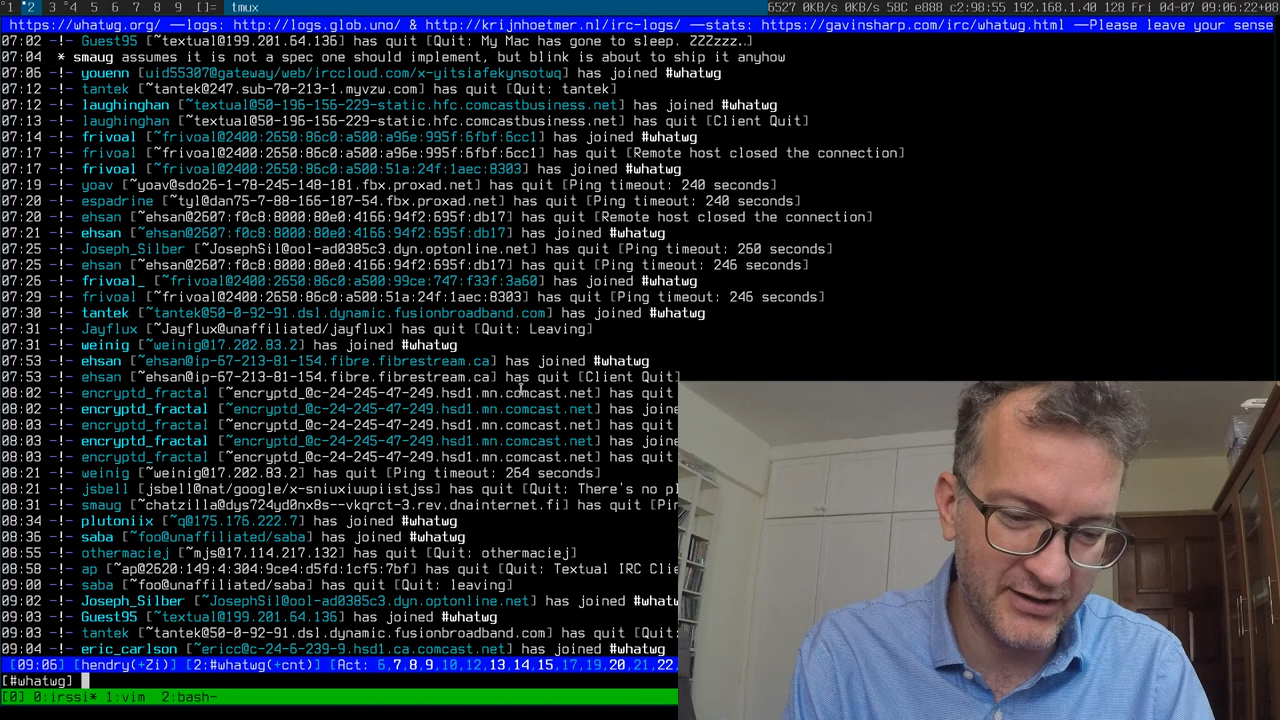 1 2 3 4 5 6 7 8 9 []= tmux 6527 KB/s 5 KB/s 58C e888 c2:98:55 192.168.1.40 128 Fri 04-07 09:06:22+08
https://whatwg.org/ —logs: http://logs.glob.uno/ & http://krijnhoetmer.nl/irc-logs/ —stats: https://gavinsharp.com/irc/whatwg.html —Please leave your sense
07:02 -!- Guest95 [~textual@199.201.64.136] has quit [Quit: My Mac has gone to sleep. ZZZzzz…]
07:04 * smaug assumes it is not a spec one should implement, but blink is about to ship it anyhow
07:06 -!- youenn [uid55307@gateway/web/irccloud.com/x-yitsiafekynsotwq] has joined #whatwg
07:12 -!- tantek [~tantek@247.sub-70-213-1.myvzw.com] has quit [Quit: tantek]
07:12 -!- laughinghan [~textual@50-196-156-229-static.hfc.comcastbusiness.net] has joined #whatwg
07:13 -!- laughinghan [~textual@50-196-156-229-static.hfc.comcastbusiness.net] has quit [Client Quit]
07:14 -!- frivoal [~frivoal@2400:2650:86c0:a500:a96e:995f:6fbf:6cc1] has joined #whatwg
07:17 -!- frivoal [~frivoal@2400:2650:86c0:a500:a96e:995f:6fbf:6cc1] has quit [Remote host closed the connection]
07:17 -!- frivoal [~frivoal@2400:2650:86c0:a500:51a:24f:1aec:8303] has joined #whatwg
07:19 -!- yoav [~yoav@sdo26-1-78-245-148-181.fbx.proxad.net] has quit [Ping timeout: 240 seconds]
07:20 -!- espadrine [~tyl@dan75-7-88-166-187-54.fbx.proxad.net] has quit [Ping timeout: 240 seconds]
07:20 -!- ehsan [~ehsan@2607:f0c8:8000:80e0:4166:94f2:695f:db17] has quit [Remote host closed the connection]
07:21 -!- ehsan [~ehsan@2607:f0c8:8000:80e0:4166:94f2:695f:db17] has joined #whatwg
07:25 -!- Joseph_Silber [~JosephSil@ool-ad0385c3.dyn.optonline.net] has quit [Ping timeout: 260 seconds]
07:25 -!- ehsan [~ehsan@2607:f0c8:8000:80e0:4166:94f2:695f:db17] has quit [Ping timeout: 246 seconds]
07:26 -!- frivoal_ [~frivoal@2400:2650:86c0:a500:99ce:747:f33f:3a60] has joined #whatwg
07:29 -!- frivoal [~frivoal@2400:2650:86c0:a500:51a:24f:1aec:8303] has quit [Ping timeout: 246 seconds]
07:30 -!- tantek [~tantek@50-0-92-91.dsl.dynamic.fusionbroadband.com] has joined #whatwg
07:31 -!- Jayflux [~Jayflux@unaffiliated/jayflux] has quit [Quit: Leaving]
07:31 -!- weinig [~weinig@17.202.83.2] has joined #whatwg
07:53 -!- ehsan [~ehsan@ip-67-213-81-154.fibre.fibrestream.ca] has joined #whatwg
07:53 -!- ehsan [~ehsan@ip-67-213-81-154.fibre.fibrestream.ca] has quit [Client Quit]
08:02 -!- encryptd_fractal [~encryptd_@c-24-245-47-249.hsd1.mn.comcast.net] has quit
08:02 -!- encryptd_fractal [~encryptd_@c-24-245-47-249.hsd1.mn.comcast.net] has joine
08:03 -!- encryptd_fractal [~encryptd_@c-24-245-47-249.hsd1.mn.comcast.net] has quit
08:03 -!- encryptd_fractal [~encryptd_@c-24-245-47-249.hsd1.mn.comcast.net] has joine
08:03 -!- encryptd_fractal [~encryptd_@c-24-245-47-249.hsd1.mn.comcast.net] has quit
08:21 -!- weinig [~weinig@17.202.83.2] has quit [Ping timeout: 264 seconds]
08:21 -!- jsbell [jsbell@nat/google/x-sniuxiuupiistjss] has quit [Quit: There's no pl
08:31 -!- smaug [~chatzilla@dys724yd0nx8s--vkqrct-3.rev.dnainternet.fi] has quit [Pin
08:34 -!- plutoniix [~q@175.176.222.7] has joined #whatwg
08:36 -!- saba [~foo@unaffiliated/saba] has joined #whatwg
08:55 -!- othermaciej [~mjs@17.114.217.132] has quit [Quit: othermaciej]
08:58 -!- ap [~ap@2620:149:4:304:9ce4:d5fd:1cf5:7bf] has quit [Quit: Textual IRC Clie
09:00 -!- saba [~foo@unaffiliated/saba] has quit [Quit: leaving]
09:02 -!- Joseph_Silber [~JosephSil@ool-ad0385c3.dyn.optonline.net] has joined #whatw
09:03 -!- Guest95 [~textual@199.201.64.136] has joined #whatwg
09:03 -!- tantek [~tantek@50-0-92-91.dsl.dynamic.fusionbroadband.com] has quit [Quit:
09:04 -!- eric_carlson [~ericc@c-24-6-239-9.hsd1.ca.comcast.net] has joined #whatwg
[09:06] [hendry(+Zi)] [2:#whatwg(+cnt)] [Act: 6,7,8,9,10,12,13,14,15,17,19,20,21,22,
[#whatwg]
[0] 0:irssi* 1:vim 2:bash-